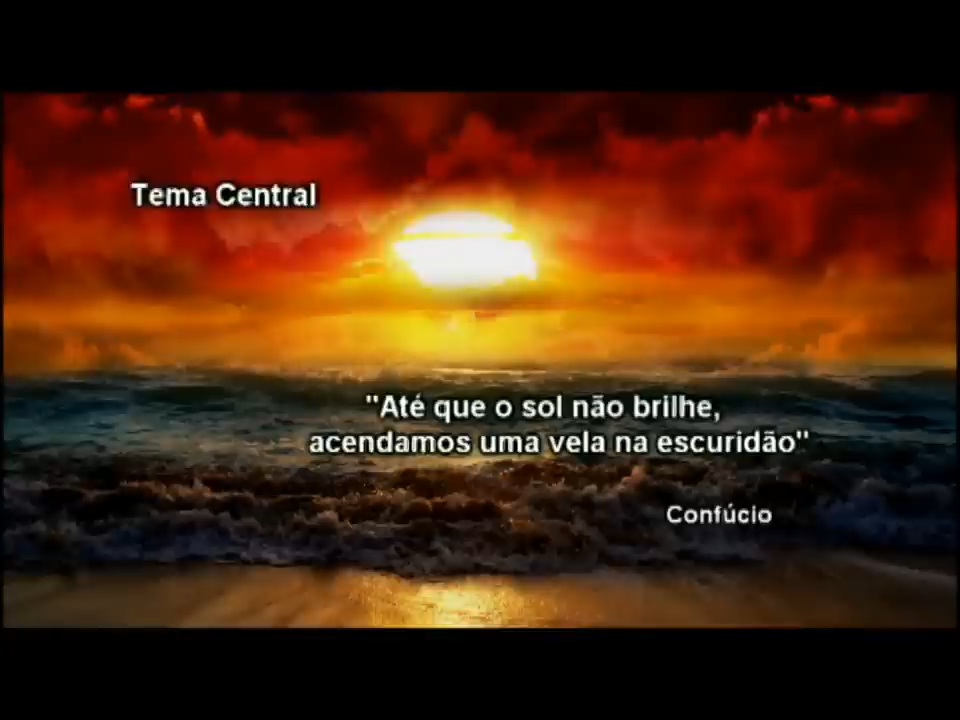 Tema Central
"Até que o sol não brilhe,
acendamos uma vela na escuridão"
Confúcio